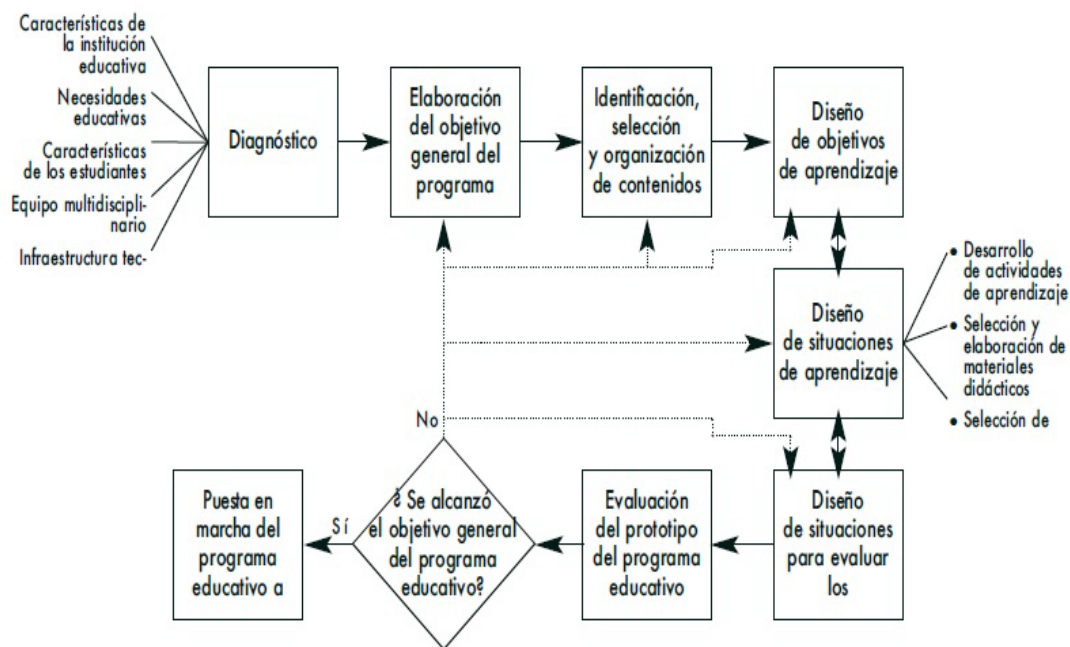 Características de
la institución
educativa
Necesidades
educativas
Características
de los estudiantes
Equipo multidiscipli-
nario
Infraestructura tec-
Diagnóstico
Elaboración
del objetivo
general del
programa
Identificación,
selección
y organización
de contenidos
Diseño
de objetivos
de aprendizaje
Diseño
de situaciones
de aprendizaje
• Desarrollo
de actividades
de aprendizaje
• Selección y
elaboración de
materiales
didácticos
• Selección de
Diseño
de situaciones
para evaluar
los
Evaluación
del prototipo
del programa
educativo
No
¿ Se alcanzó
el objetivo general
del programa
educativo?
Sí
Puesta en
marcha del
programa
educativo a